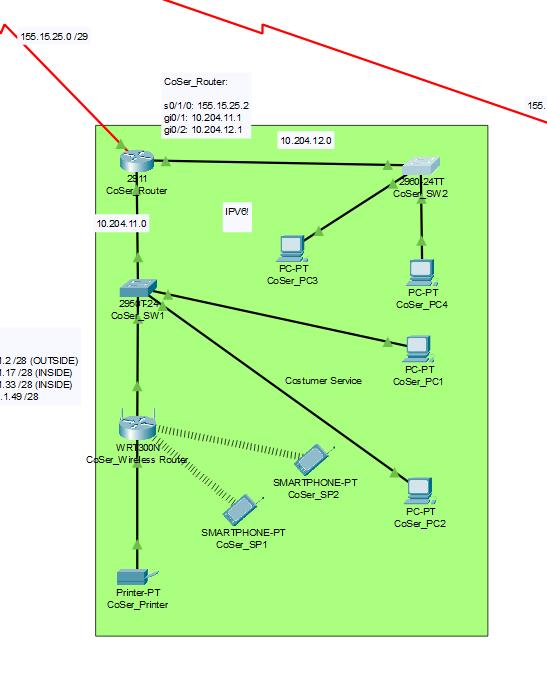 155.15.25.0 /29
CoSer_Router:
s0/1/0: 155.15.25.2
gi0/1: 10.204.11.1
gi0/2: 10.204.12.1
155.
10.204.12.0
2911
CoSer_Router
2960-24TT
CoSer_SW2
IPV6!
10.204.11.0
PC-PT
CoSer_PC3
PC-PT
CoSer_PC4
2950T-24
CoSer_SW1
.2 /28 (OUTSIDE)
.17 /28 (INSIDE)
.33 /28 (INSIDE)
.1.49 /28
PC-PT
CoSer_PC1
Costumer Service
WRT300N
CoSer_Wireless Router
SMARTPHONE-PT
CoSer_SP2
PC-PT
CoSer_PC2
SMARTPHONE-PT
CoSer_SP1
Printer-PT
CoSer_Printer